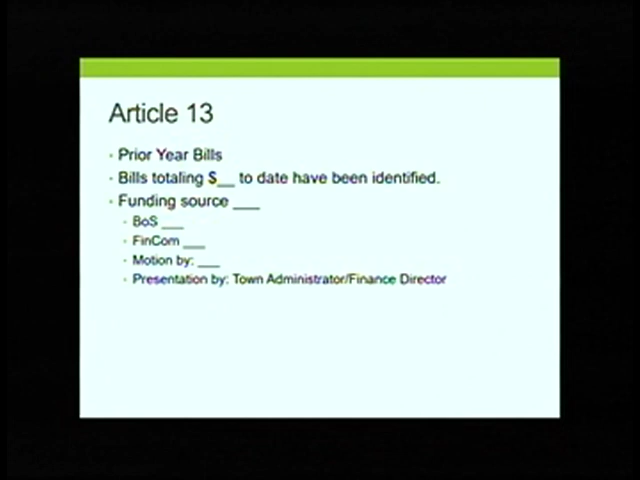 Article 13
· Prior Year Bills
· Bills totaling $__ to date have been identified.
· Funding source ___
· BoS ___
· FinCom ___
· Motion by: ___
· Presentation by: Town Administrator/Finance Director